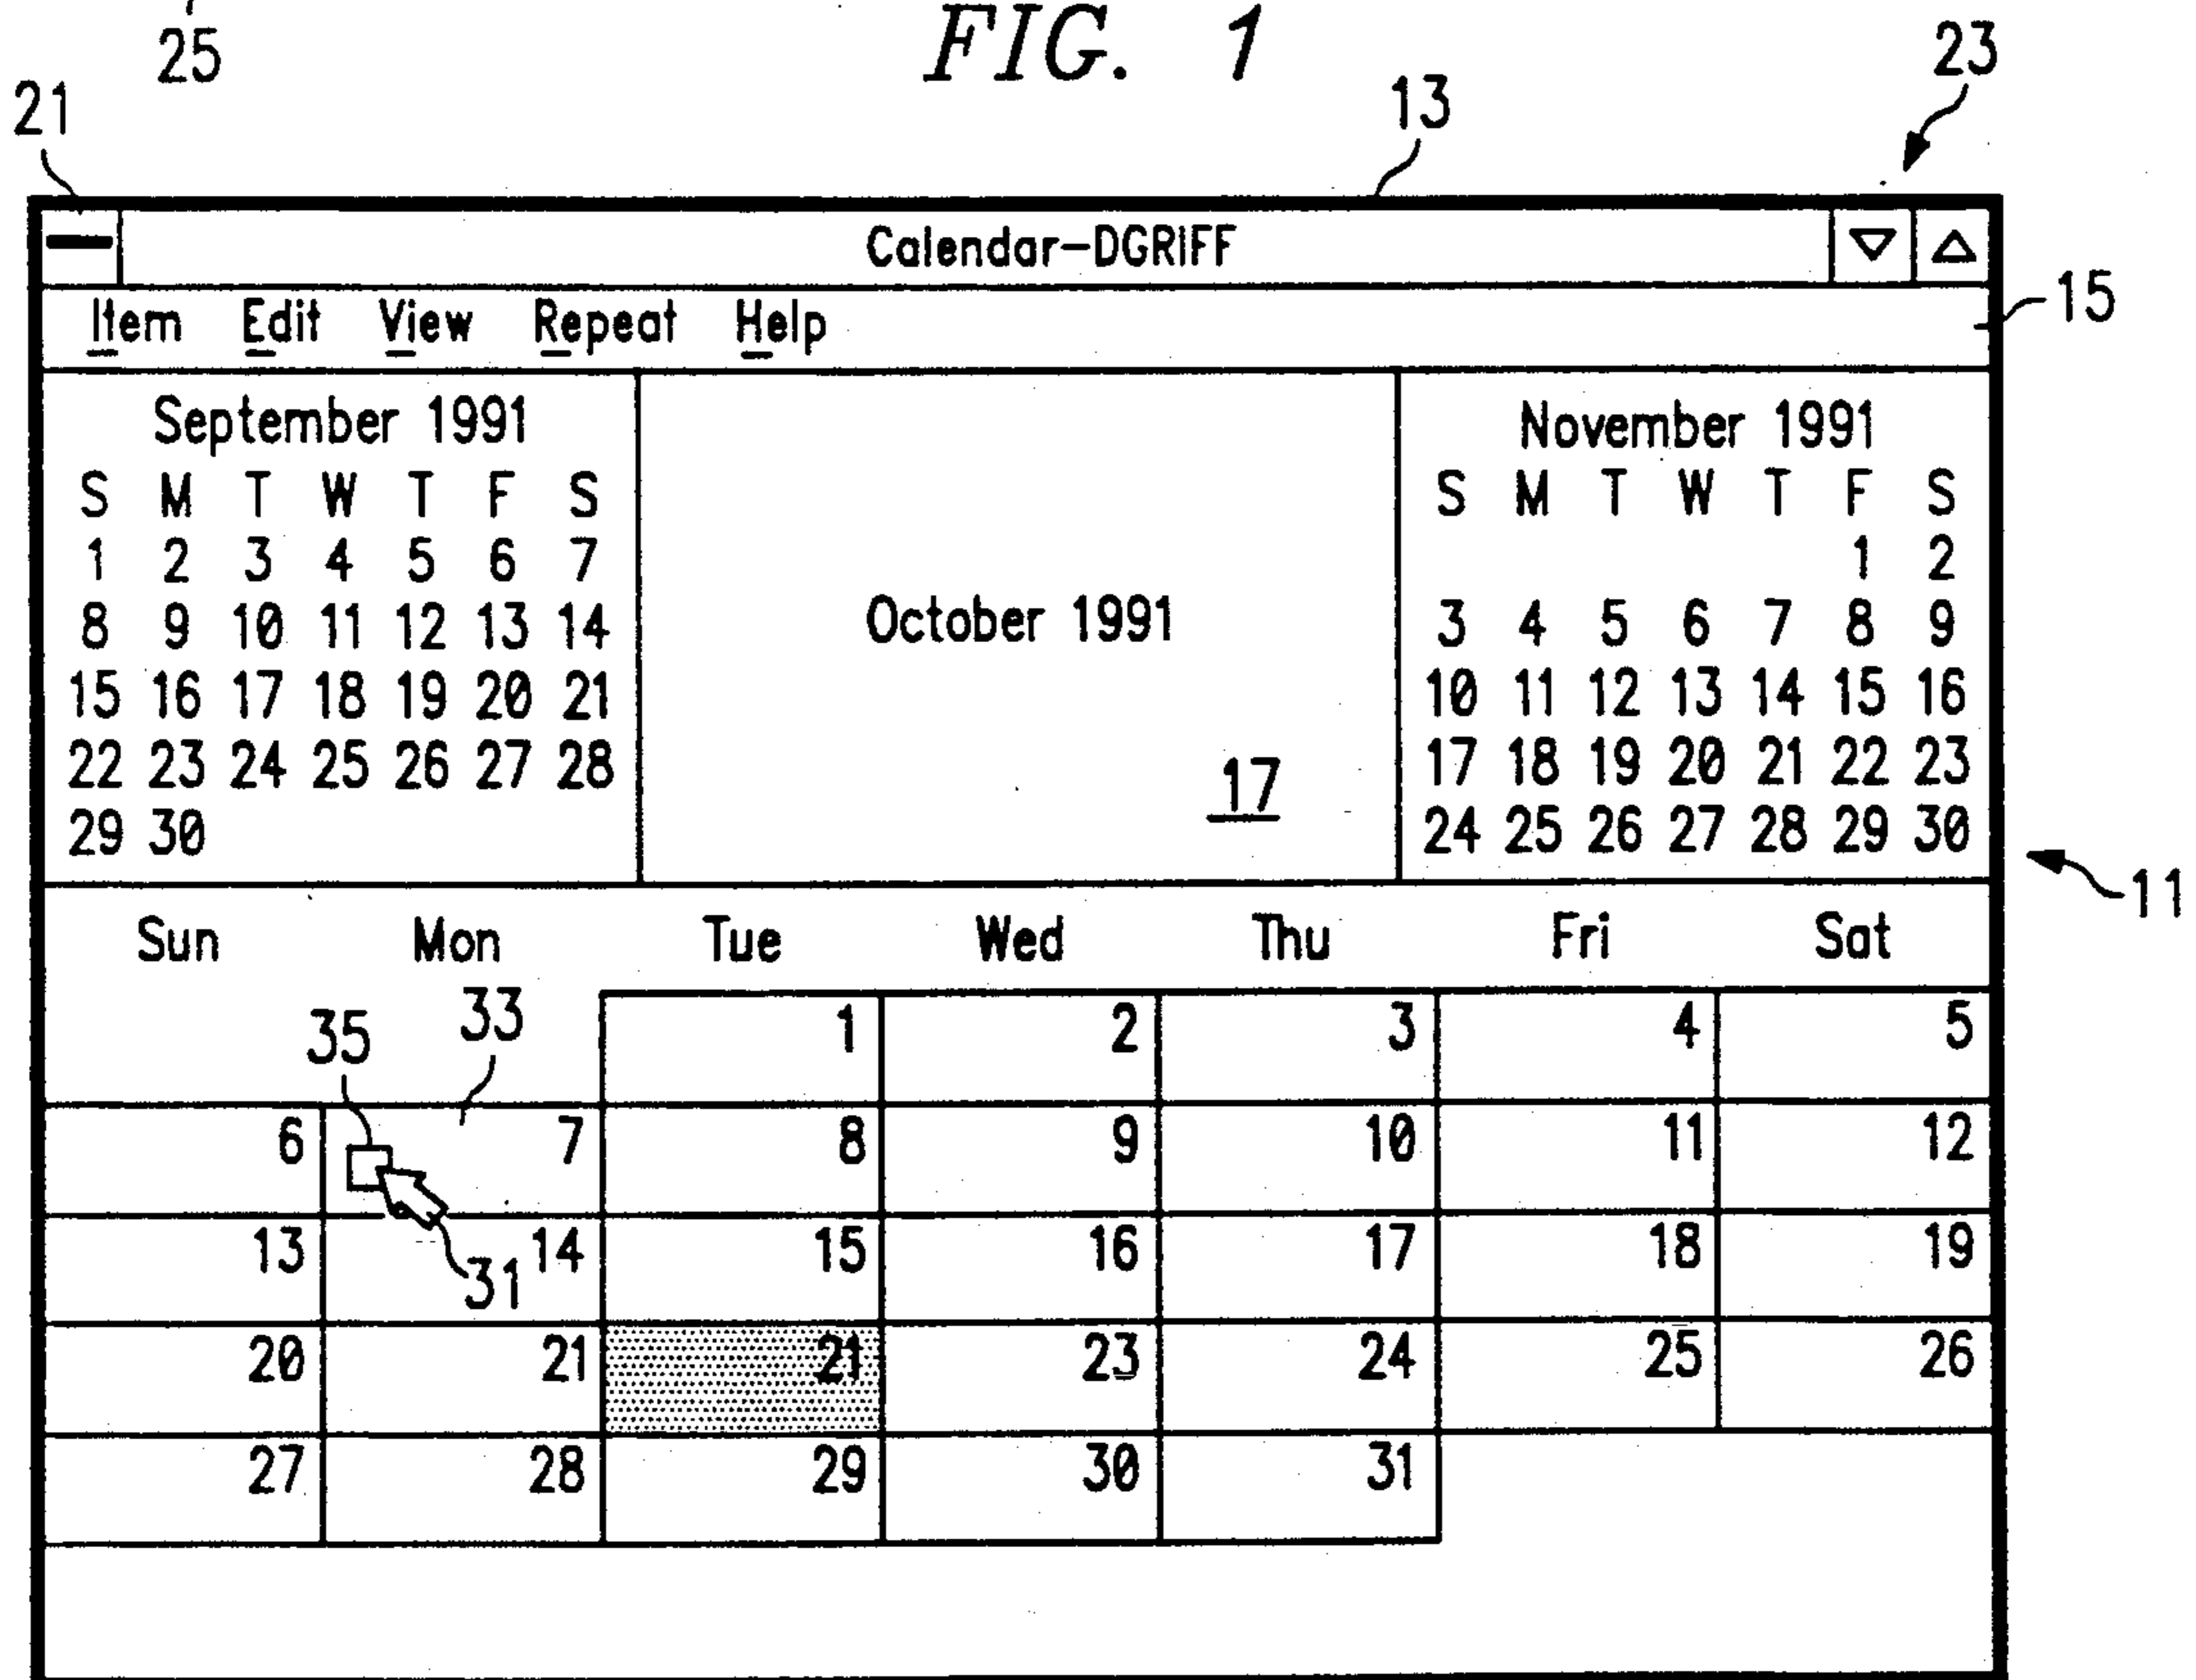 25
FIG. 1
23
21
13
Calendar-DGRIFF
15
Item Edit View Repeat Help
September 1991
S M T W T F S
1 2 3 4 5 6 7
8 9 10 11 12 13 14
15 16 17 18 19 20 21
22 23 24 25 26 27 28
29 30
October 1991
17
November 1991
S M T W T F S
1 2
3 4 5 6 7 8 9
10 11 12 13 14 15 16
17 18 19 20 21 22 23
24 25 26 27 28 29 30
11
Sun Mon Tue Wed Thu Fri Sat
35 33
1 2 3 4 5
6 7 8 9 10 11 12
13 14 15 16 17 18 19
31
20 21 21 23 24 25 26
27 28 29 30 31